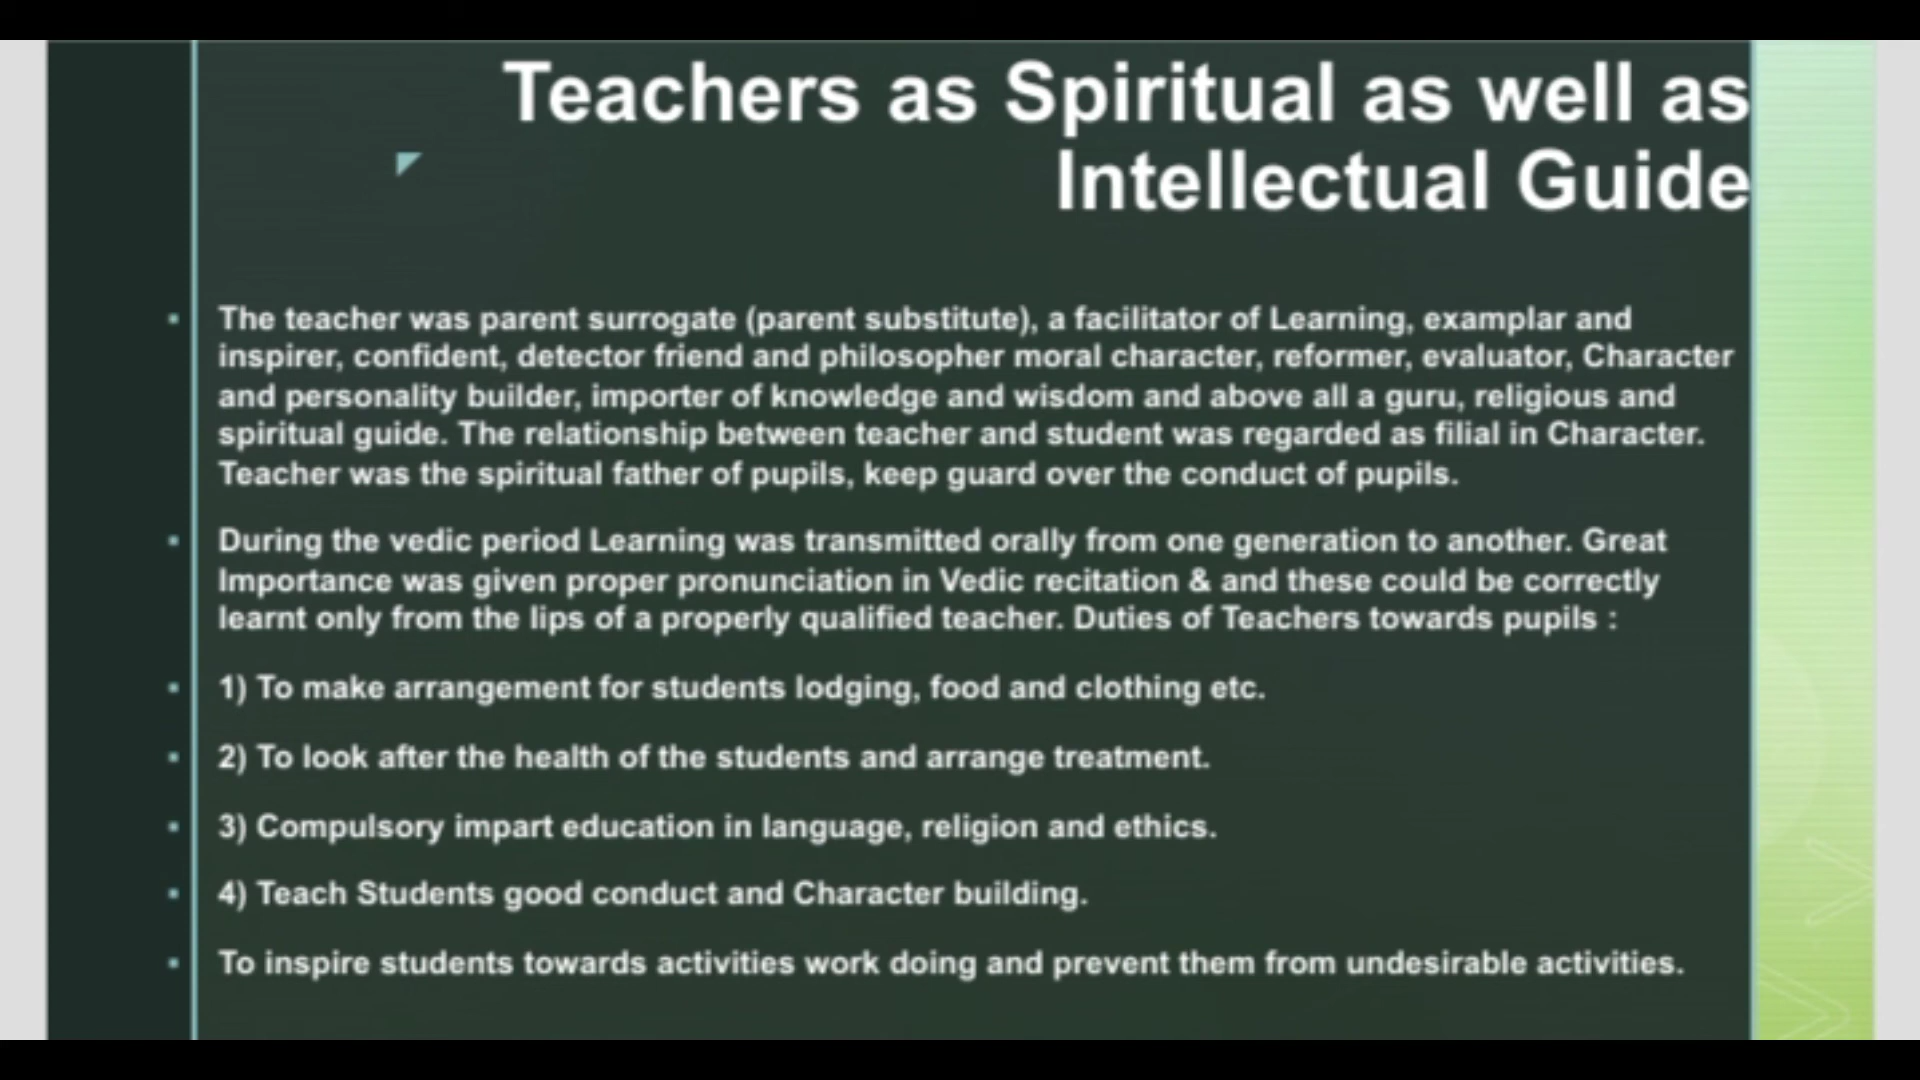 Teachers as Spiritual as well as
Intellectual Guide
The teacher was parent surrogate (parent substitute), a facilitator of Learning, examplar and
inspirer, confident, detector friend and philosopher moral character, reformer, evaluator, Character
and personality builder, importer of knowledge and wisdom and above all a guru, religious and
spiritual guide. The relationship between teacher and student was regarded as filial in Character.
Teacher was the spiritual father of pupils, keep guard over the conduct of pupils.
During the vedic period Learning was transmitted orally from one generation to another. Great
Importance was given proper pronunciation in Vedic recitation & and these could be correctly
learnt only from the lips of a properly qualified teacher. Duties of Teachers towards pupils :
1) To make arrangement for students lodging, food and clothing etc.
2) To look after the health of the students and arrange treatment.
3) Compulsory impart education in language, religion and ethics.
4) Teach Students good conduct and Character building.
To inspire students towards activities work doing and prevent them from undesirable activities.